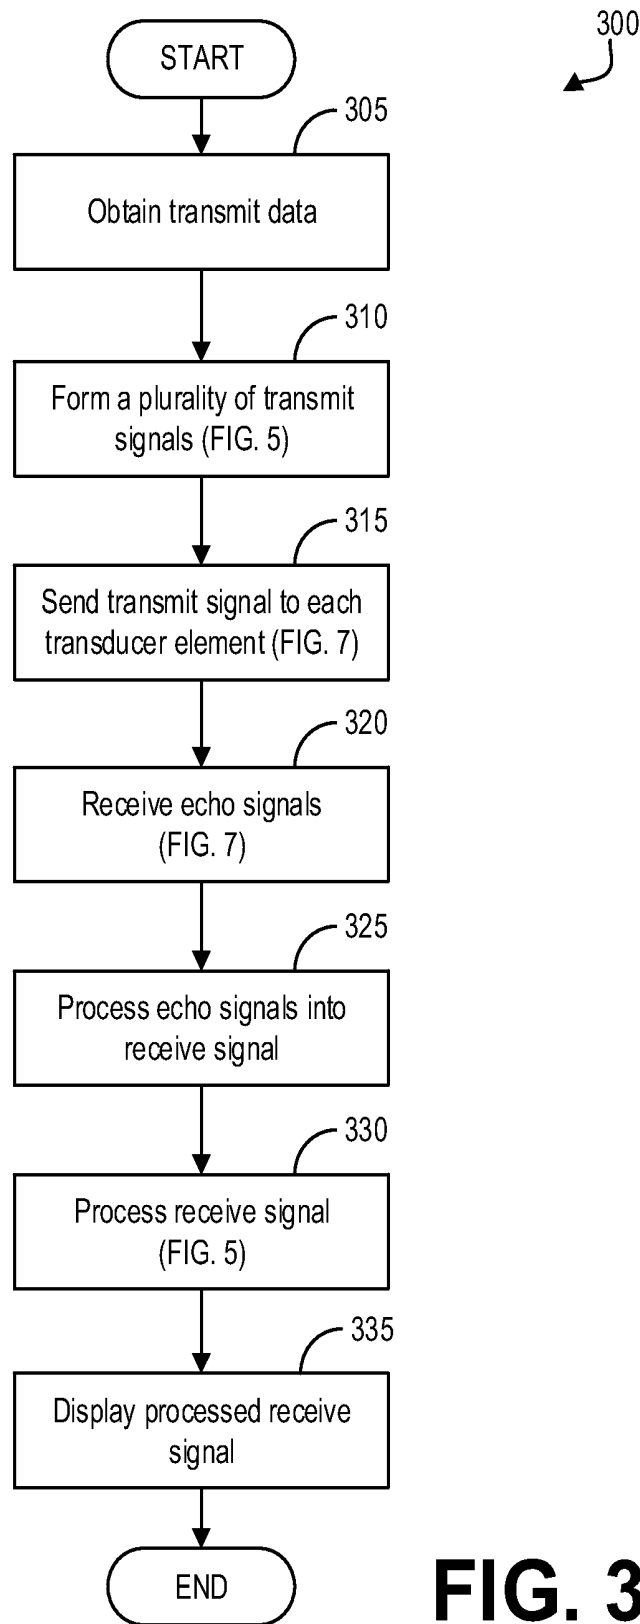 300
START
305
Obtain transmit data
310
Form a plurality of transmit
signals (FIG. 5)
315
Send transmit signal to each
transducer element (FIG. 7)
320
Receive echo signals
(FIG. 7)
325
Process echo signals into
receive signal
330
Process receive signal
(FIG. 5)
335
Display processed receive
signal
END
FIG. 3